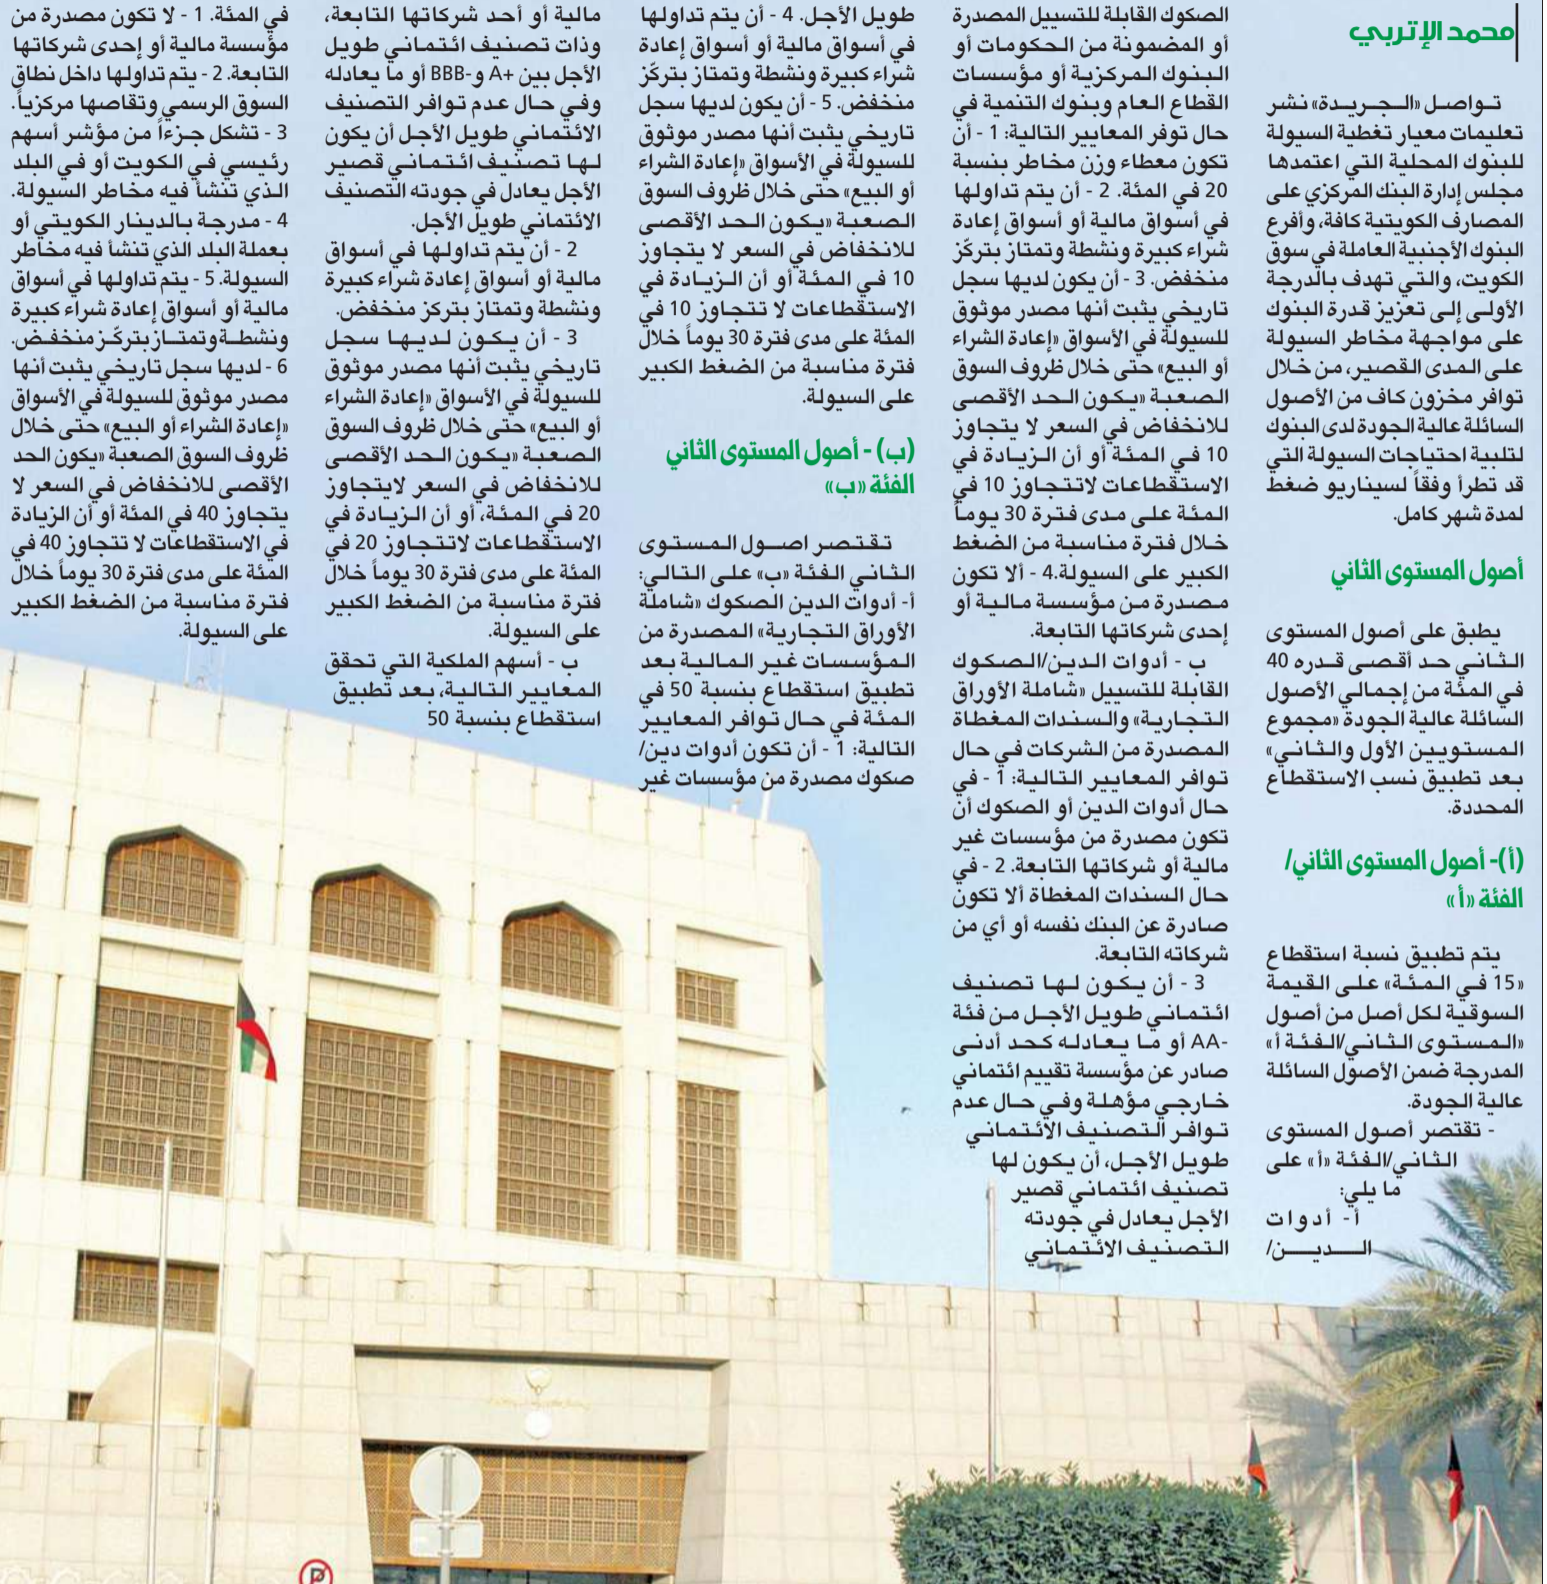 محمد الإتربي
تواصل «الجريدة» نشر
تعليمات معيار تغطية السيولة
للبنوك المحلية التي اعتمدها
مجلس إدارة البنك المركزي على
المصارف الكويتية كافة، وأفرع
البنوك الأجنبية العاملة في سوق
الكويت، والتي تهدف بالدرجة
الأولى إلى تعزيز قدرة البنوك
على مواجهة مخاطر السيولة
على المدى القصير، من خلال
توافر مخزون كاف من الأصول
السائلة عالية الجودة لدى البنوك
لتلبية احتياجات السيولة التي
قد تطرأ وفقاً لسيناريو ضغط
لمدة شهر كامل.
أصول المستوى الثاني
يطبق على أصول المستوى
الثاني حد أقصى قدره 40
في المئة من إجمالي الأصول
السائلة عالية الجودة «مجموع
المستويين الأول والثاني»
بعد تطبيق نسب الاستقطاع
المحددة.
(أ)- أصول المستوى الثاني/
الفئة «أ»
يتم تطبيق نسبة استقطاع
«15 في المئة» على القيمة
السوقية لكل أصل من أصول
«المستوى الثاني/الفئة أ»
المدرجة ضمن الأصول السائلة
عالية الجودة.
- تقتصر أصول المستوى
الثاني/الفئة «أ» على
ما يلي:
أ- أدوات
الدين/
الصكوك القابلة للتسييل المصدرة
أو المضمونة من الحكومات أو
البنوك المركزية أو مؤسسات
القطاع العام وبنوك التنمية في
حال توفر المعايير التالية: 1 - أن
تكون معطاء وزن مخاطر بنسبة
20 في المئة. 2 - أن يتم تداولها
في أسواق مالية أو أسواق إعادة
شراء كبيرة ونشطة وتمتاز بتركّز
منخفض. 3 - أن يكون لديها سجل
تاريخي يثبت أنها مصدر موثوق
للسيولة في الأسواق «إعادة الشراء
أو البيع» حتى خلال ظروف السوق
الصعبة «يكون الحد الأقصى
للانخفاض في السعر لا يتجاوز
10 في المئة أو أن الزيادة في
الاستقطاعات لاتتجاوز 10 في
المئة على مدى فترة 30 يوماً
خلال فترة مناسبة من الضغط
الكبير على السيولة.4 - ألا تكون
مصدرة من مؤسسة مالية أو
إحدى شركاتها التابعة.
ب - أدوات الدين/الصكوك
القابلة للتسييل «شاملة الأوراق
التجارية» والسندات المغطاة
المصدرة من الشركات في حال
توافر المعايير التالية: 1 - في
حال أدوات الدين أو الصكوك أن
تكون مصدرة من مؤسسات غير
مالية أو شركاتها التابعة. 2 - في
حال السندات المغطاة ألا تكون
صادرة عن البنك نفسه أو أي من
شركاته التابعة.
3 - أن يكون لها تصنيف
ائتماني طويل الأجل من فئة
-AA أو ما يعادله كحد أدنى
صادر عن مؤسسة تقييم ائتماني
خارجي مؤهلة وفي حال عدم
توافر التصنيف الائتماني
طويل الأجل، أن يكون لها
تصنيف ائتماني قصير
الأجل يعادل في جودته
التصنيف الائتماني
طويل الأجل. 4 - أن يتم تداولها
في أسواق مالية أو أسواق إعادة
شراء كبيرة ونشطة وتمتاز بتركّز
منخفض. 5 - أن يكون لديها سجل
تاريخي يثبت أنها مصدر موثوق
للسيولة في الأسواق «إعادة الشراء
أو البيع» حتى خلال ظروف السوق
الصعبة «يكون الحد الأقصى
للانخفاض في السعر لا يتجاوز
10 في المئة أو أن الزيادة في
الاستقطاعات لا تتجاوز 10 في
المئة على مدى فترة 30 يوماً خلال
فترة مناسبة من الضغط الكبير
على السيولة.
(ب) - أصول المستوى الثاني
الفئة «ب»
تقتصر اصول المستوى
الثاني الفئة «ب» على التالي:
أ- أدوات الدين الصكوك «شاملة
الأوراق التجارية» المصدرة من
المؤسسات غير المالية بعد
تطبيق استقطاع بنسبة 50 في
المئة في حال توافر المعايير
التالية: 1 - أن تكون أدوات دين/
صكوك مصدرة من مؤسسات غير
مالية أو أحد شركاتها التابعة،
وذات تصنيف ائتماني طويل
الأجل بين +A و-BBB أو ما يعادله
وفي حال عدم توافر التصنيف
الائتماني طويل الأجل أن يكون
لها تصنيف ائتماني قصير
الأجل يعادل في جودته التصنيف
الائتماني طويل الأجل.
2 - أن يتم تداولها في أسواق
مالية أو أسواق إعادة شراء كبيرة
ونشطة وتمتاز بتركز منخفض.
3 - أن يكون لديها سجل
تاريخي يثبت أنها مصدر موثوق
للسيولة في الأسواق «إعادة الشراء
أو البيع» حتى خلال ظروف السوق
الصعبة «يكون الحد الأقصى
للانخفاض في السعر لايتجاوز
20 في المئة، أو أن الزيادة في
الاستقطاعات لاتتجاوز 20 في
المئة على مدى فترة 30 يوماً خلال
فترة مناسبة من الضغط الكبير
على السيولة.
ب - أسهم الملكية التي تحقق
المعايير التالية، بعد تطبيق
استقطاع بنسبة 50
في المئة. 1 - لا تكون مصدرة من
مؤسسة مالية أو إحدى شركاتها
التابعة. 2 - يتم تداولها داخل نطاق
السوق الرسمي وتقاصها مركزياً.
3 - تشكل جزءاً من مؤشر أسهم
رئيسي في الكويت أو في البلد
الذي تنشأ فيه مخاطر السيولة.
4 - مدرجة بالدينار الكويتي أو
بعملة البلد الذي تنشأ فيه مخاطر
السيولة. 5 - يتم تداولها في أسواق
مالية أو أسواق إعادة شراء كبيرة
ونشطة وتمتاز بتركّز منخفض.
6 - لديها سجل تاريخي يثبت أنها
مصدر موثوق للسيولة في الأسواق
«إعادة الشراء أو البيع» حتى خلال
ظروف السوق الصعبة «يكون الحد
الأقصى للانخفاض في السعر لا
يتجاوز 40 في المئة أو أن الزيادة
في الاستقطاعات لا تتجاوز 40 في
المئة على مدى فترة 30 يوماً خلال
فترة مناسبة من الضغط الكبير
على السيولة.
P